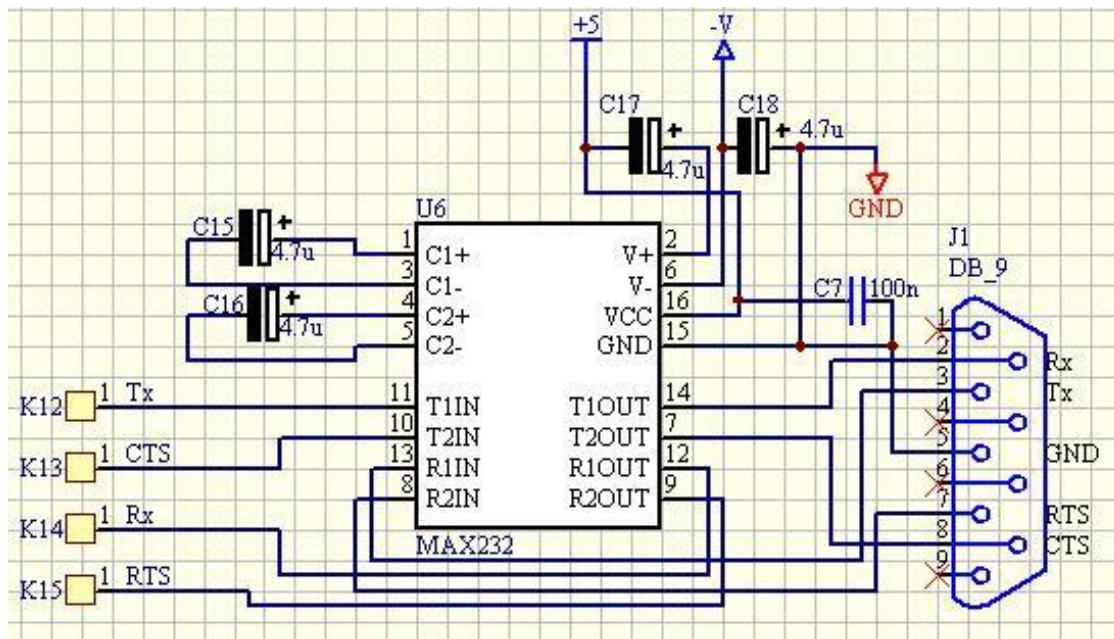 +5
-V
C17
+
4.7u
C18
+ 4.7u
GND
C15
+
4.7u
C16
+
4.7u
U6
1 C1+
3 C1-
4 C2+
5 C2-
11 T1IN
10 T2IN
13 R1IN
8 R2IN
V+ 2
V- 6
VCC 16
GND 15
T1OUT 14
T2OUT 7
R1OUT 12
R2OUT 9
MAX232
C7 100n
J1
DB_9
1
2 Rx
3 Tx
4
5 GND
6
7 RTS
8 CTS
9
K12 1 Tx
K13 1 CTS
K14 1 Rx
K15 1 RTS